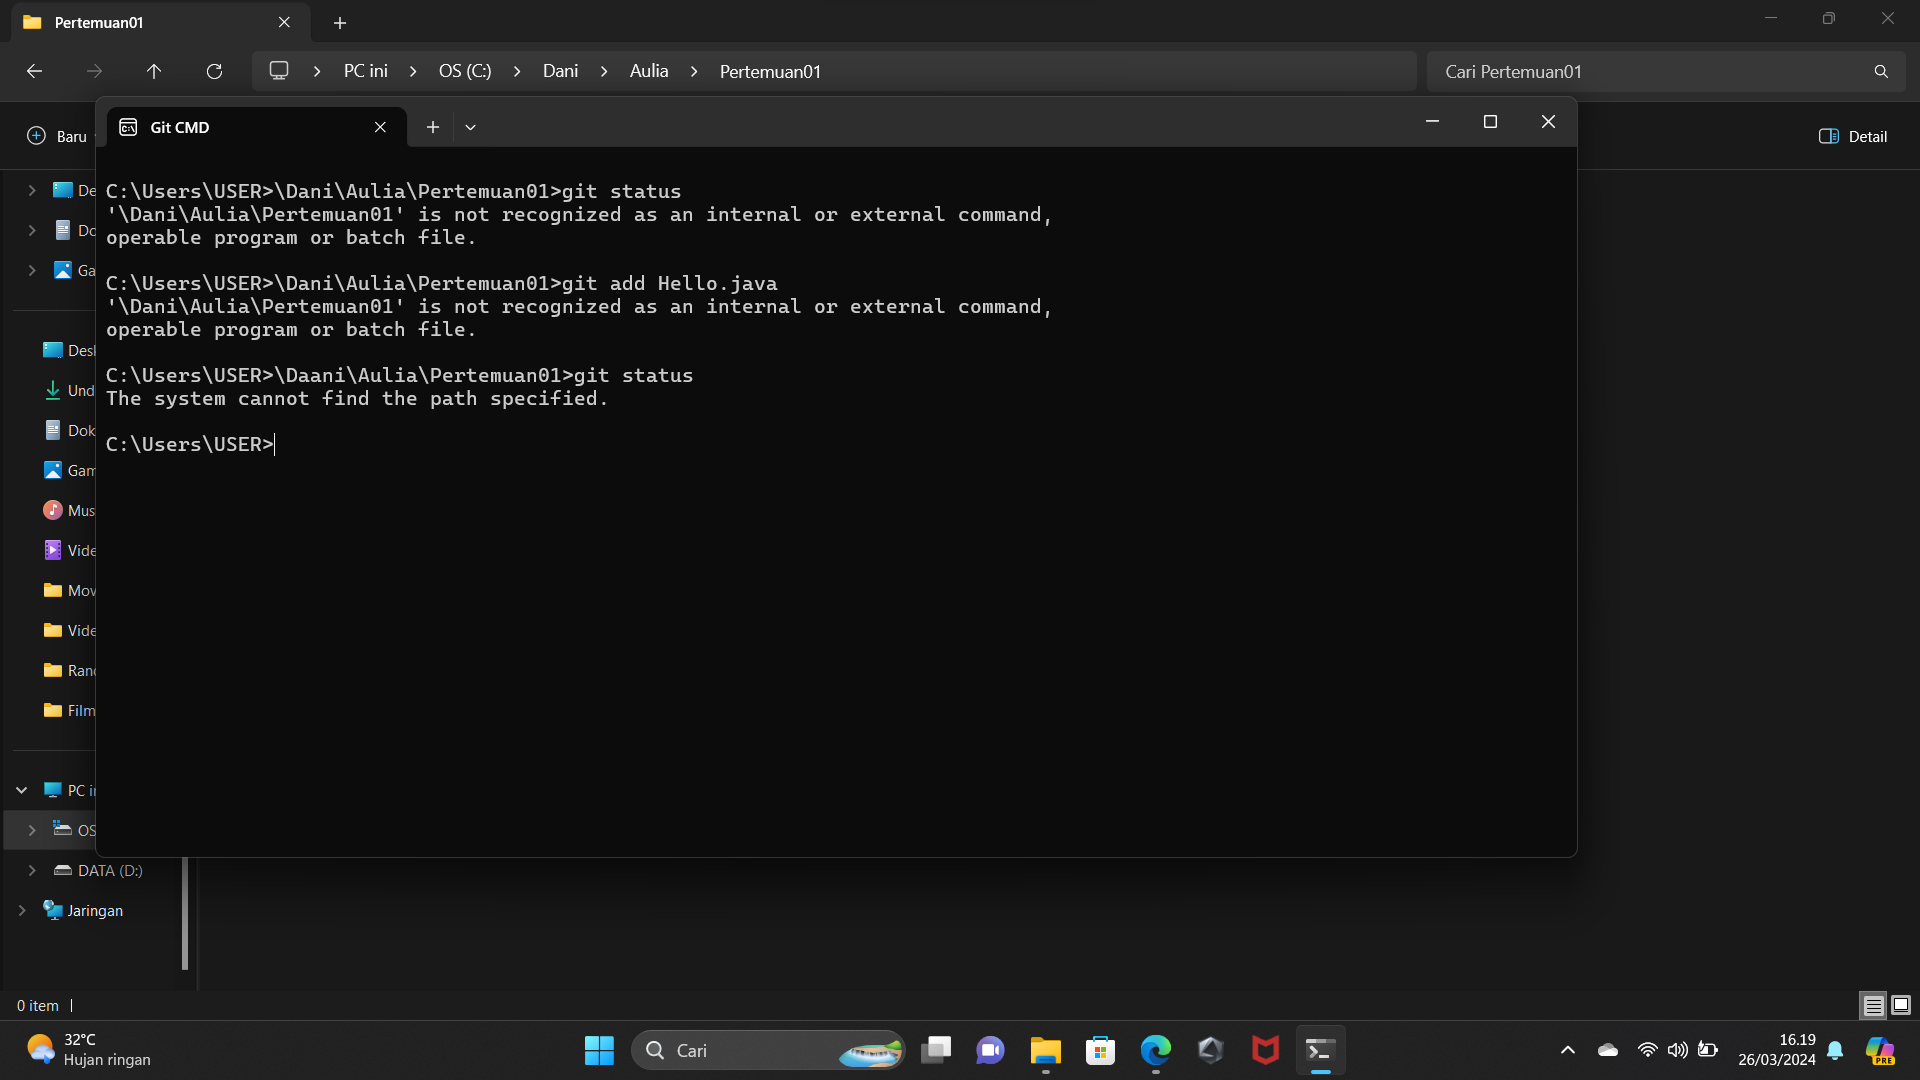 Pertemuan01
PC ini > OS (C:) > Dani > Aulia > Pertemuan01
Cari Pertemuan01
Baru
Detail
Git CMD
C:\Users\USER>\Dani\Aulia\Pertemuan01>git status
'\Dani\Aulia\Pertemuan01' is not recognized as an internal or external command,
operable program or batch file.
C:\Users\USER>\Dani\Aulia\Pertemuan01>git add Hello.java
'\Dani\Aulia\Pertemuan01' is not recognized as an internal or external command,
operable program or batch file.
C:\Users\USER>\Daani\Aulia\Pertemuan01>git status
The system cannot find the path specified.
C:\Users\USER>
De
Do
Ga
Desl
Und
Dok
Gam
Mus
Vide
Mov
Vide
Rand
Film
PC in
OS
DATA (D:)
Jaringan
0 item
32°C
Hujan ringan
Cari
16.19
26/03/2024
PRE